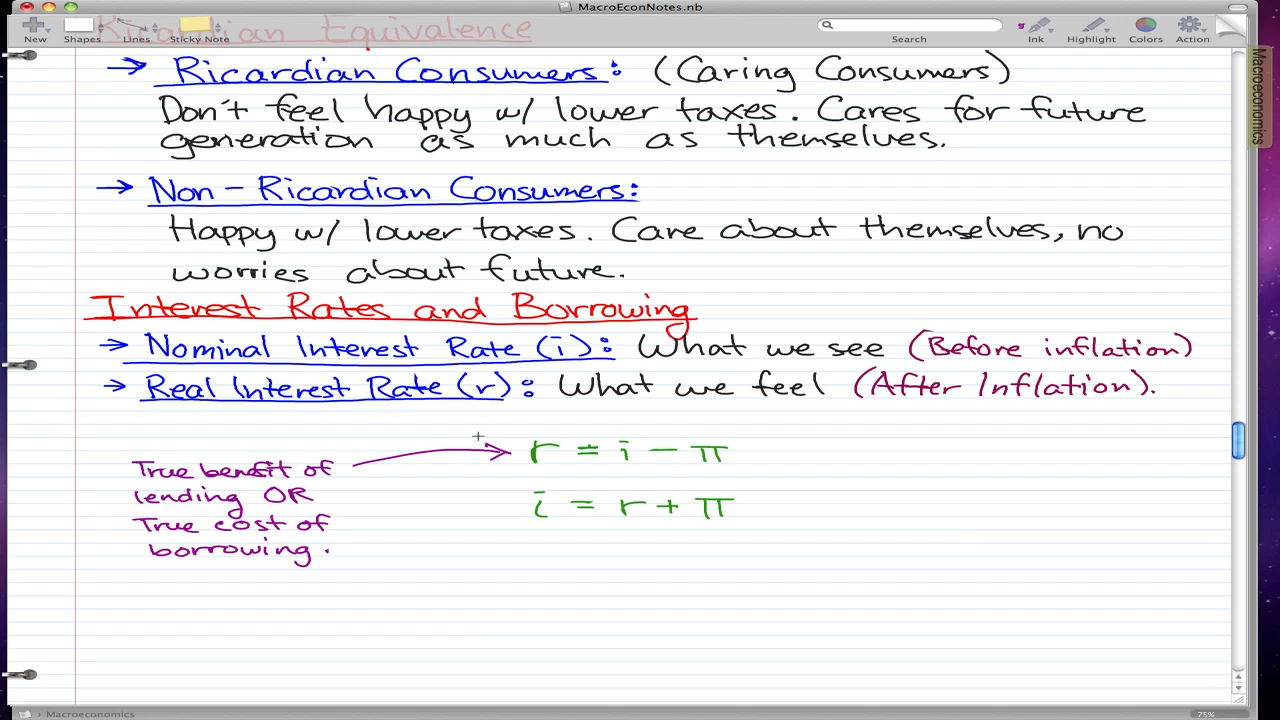 MacroEconNotes.nb
New Shapes Lines Sticky Note Search Ink Highlight Colors Action
Ricardian Equivalence
→ Ricardian Consumers: (Caring Consumers)
Don't feel happy w/ lower taxes. Cares for future
generation as much as themselves.
→ Non-Ricardian Consumers:
Happy w/ lower taxes. Care about themselves, no
worries about future.
Interest Rates and Borrowing
→ Nominal Interest Rate (i): What we see (Before inflation)
→ Real Interest Rate (r): What we feel (After Inflation).
r = i - π
i = r + π
True benefit of
lending OR
True cost of
borrowing.
Macroeconomics
Macroeconomics
75%